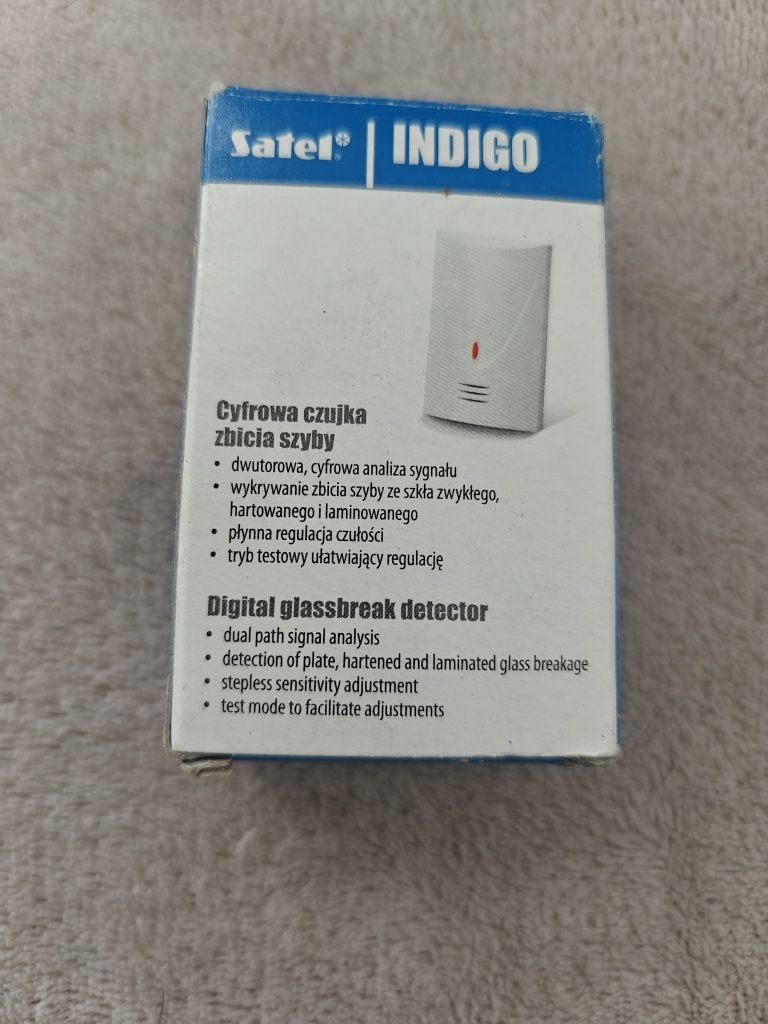 Satel® | INDIGO
Cyfrowa czujka
zbicia szyby
• dwutorowa, cyfrowa analiza sygnału
• wykrywanie zbicia szyby ze szkła zwykłego,
hartowanego i laminowanego
• płynna regulacja czułości
• tryb testowy ułatwiający regulację
Digital glassbreak detector
• dual path signal analysis
• detection of plate, hartened and laminated glass breakage
• stepless sensitivity adjustment
• test mode to facilitate adjustments